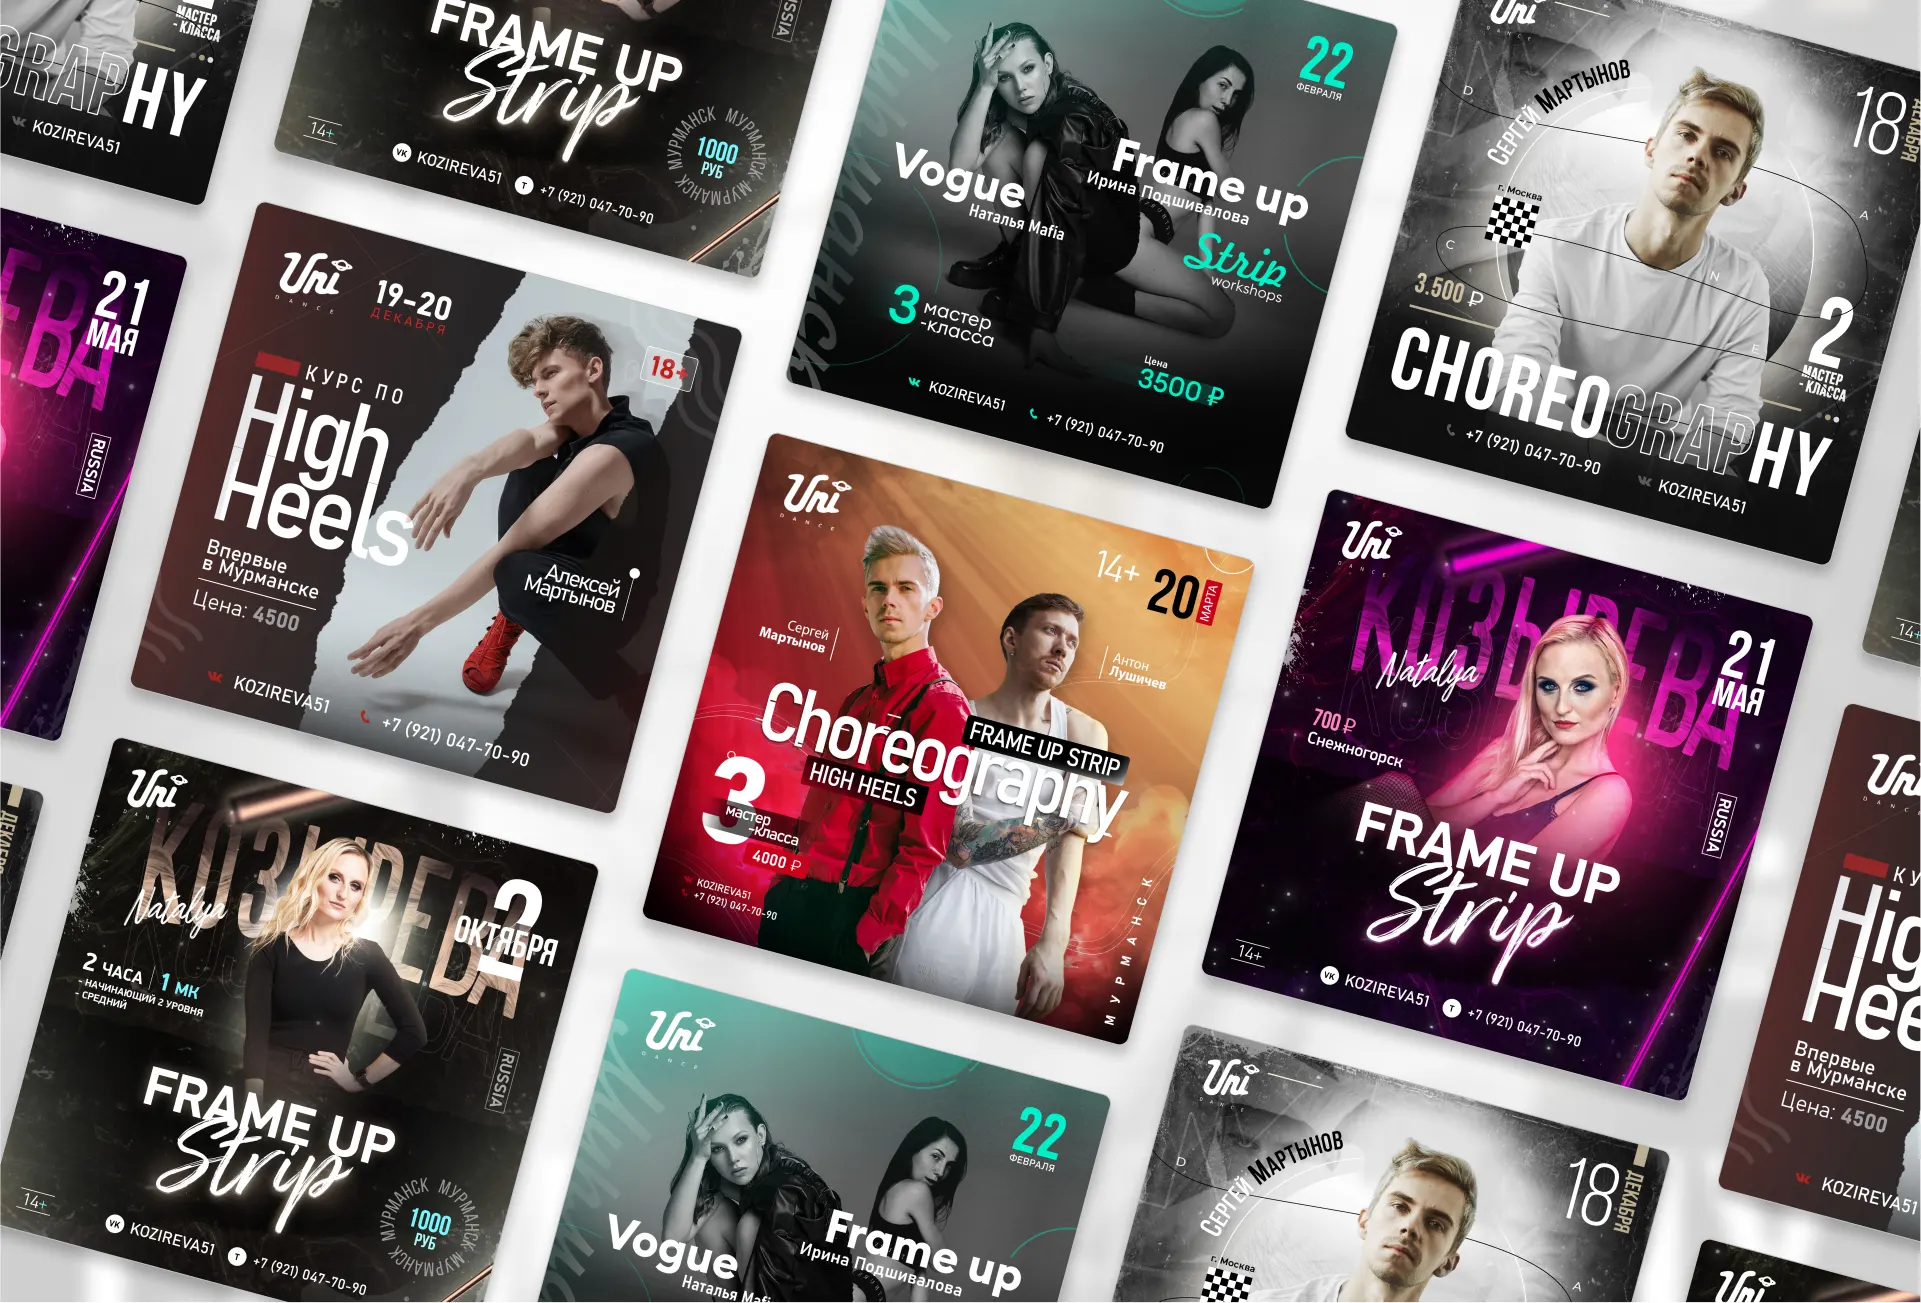 МАСТЕР
- КЛАССА
GRAPHY
KOZIREVA51
FRAME UP
Strip
RUSSIA
14+
KOZIREVA51
+7 (921) 047-70-90
МУРМАНСК МУРМАНСК МУРМАНСК
1000
РУБ
22
ФЕВРАЛЯ
Vogue
Наталья Mafia
Frame up
Ирина Подшивалова
Strip
workshops
3 мастер
-класса
Цена
3500 ₽
KOZIREVA51
+7 (921) 047-70-90
Uni
DANCE
Сергей Мартынов
18
ДЕКАБРЯ
г. Москва
D
A
N
C
E
3.500 ₽
2
МАСТЕР
- КЛАССА
CHOREOGRAPHY
+7 (921) 047-70-90
KOZIREVA51
21
МАЯ
RUSSIA
Uni
DANCE
19-20
ДЕКАБРЯ
18+
КУРС ПО
High
Heels
Впервые
в Мурманске
Цена: 4500
Алексей
Мартынов
KOZIREVA51
+7 (921) 047-70-90
Uni
DANCE
14+
20
МАРТА
Сергей
Мартынов
Антон
Лушичев
Choreography
FRAME UP STRIP
HIGH HEELS
3
мастер
-класса
4000 ₽
KOZIREVA51
+7 (921) 047-70-90
МУРМАНСК
Uni
DANCE
КОЗЫРЕВА
Natalya
21
МАЯ
700 ₽
Снежногорск
RUSSIA
FRAME UP
Strip
14+
KOZIREVA51
+7 (921) 047-70-90
14+
Uni
DANCE
КОЗЫРЕВА
Natalya
2
ОКТЯБРЯ
2 ЧАСА
1 МК
- НАЧИНАЮЩИЙ 2 УРОВНЯ
- СРЕДНИЙ
RUSSIA
FRAME UP
Strip
14+
KOZIREVA51
+7 (921) 047-70-90
МУРМАНСК МУРМАНСК МУРМАНСК
1000
РУБ
Uni
DANCE
22
ФЕВРАЛЯ
Vogue
Наталья
Frame up
Ирина Подшивалова
Uni
DANCE
Сергей Мартынов
18
ДЕКАБРЯ
г. Москва
D
A
Uni
High
Heels
Впервые
в Мурманске
Цена: 4500
KOZIREVA51
Uni